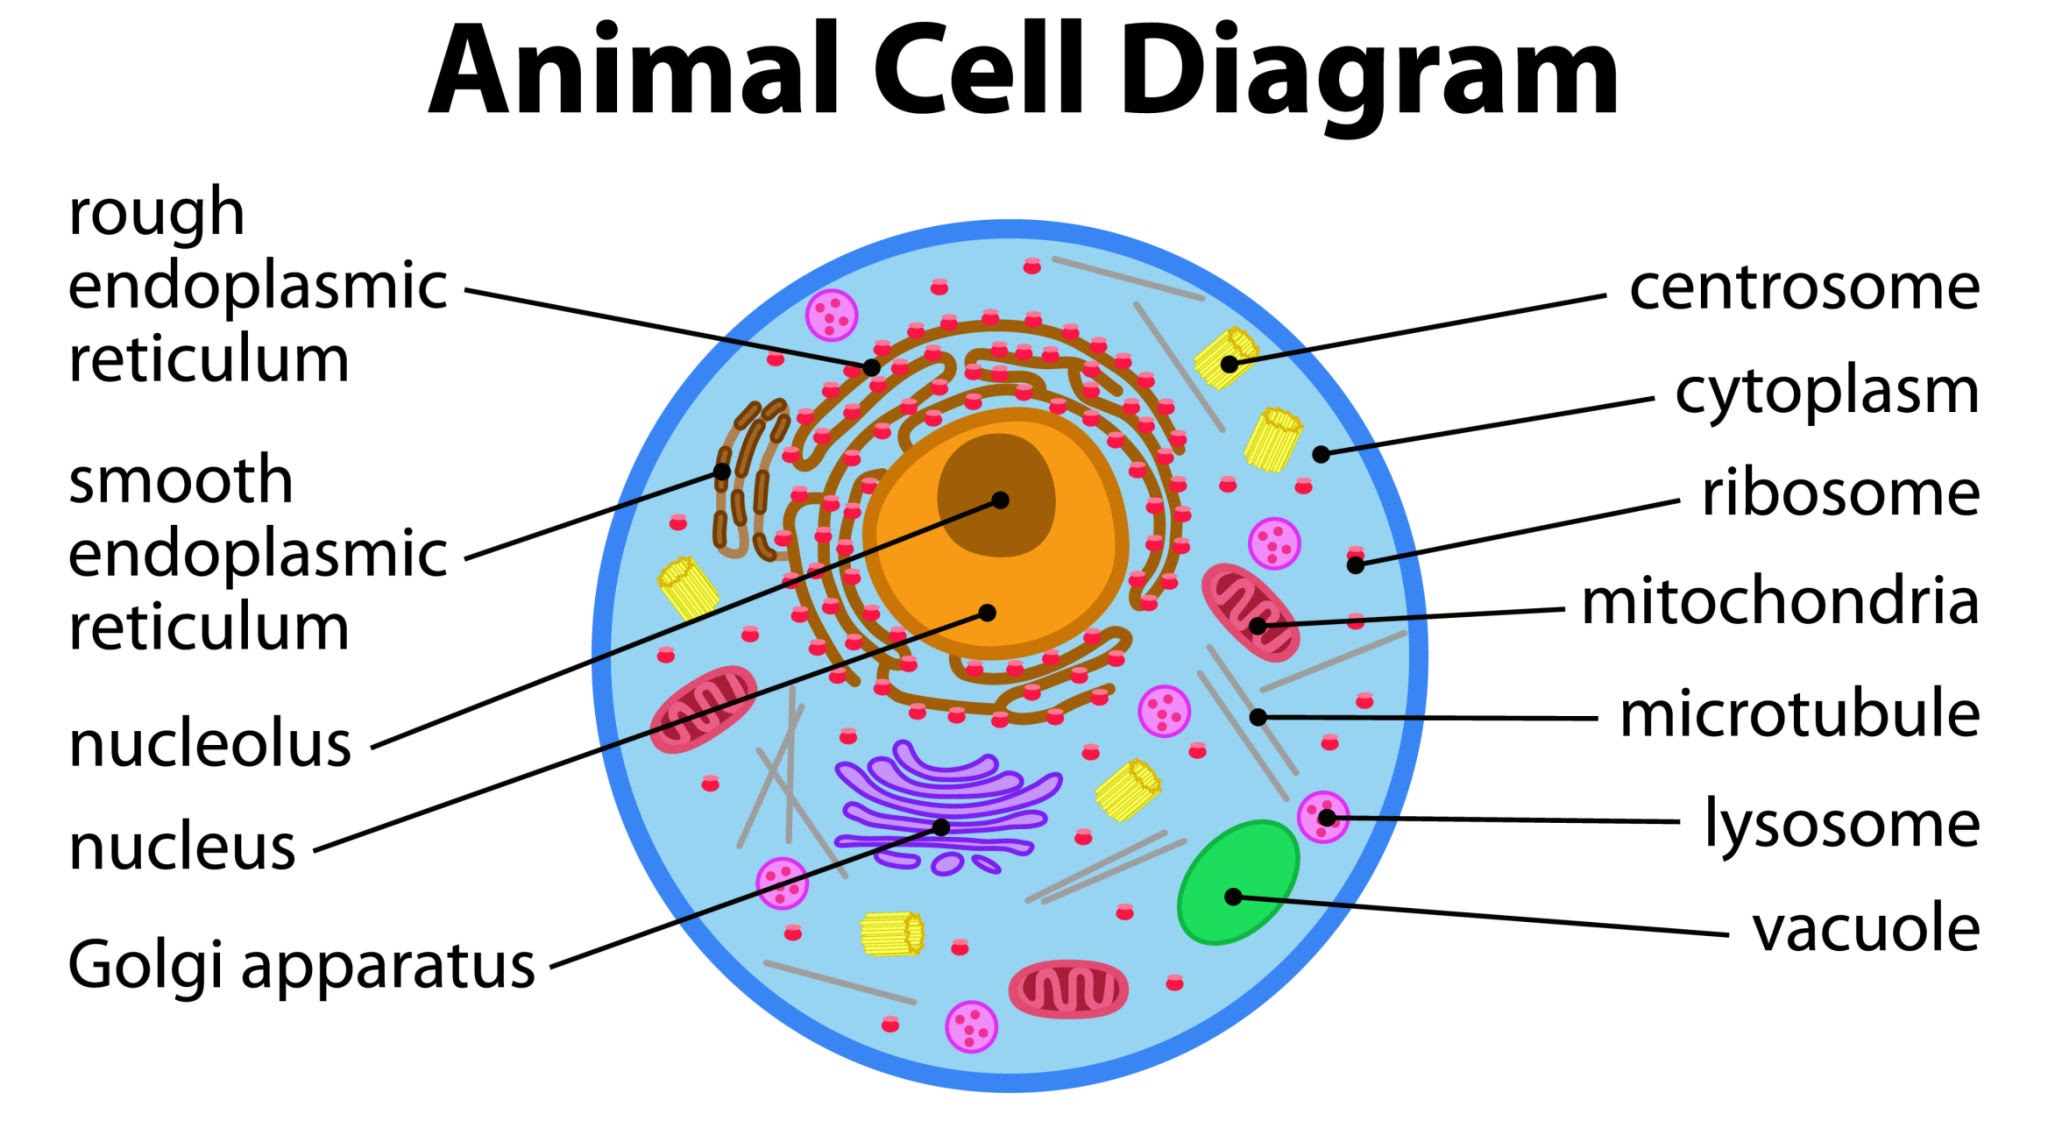 Animal Cell Diagram
rough
endoplasmic
reticulum
smooth
endoplasmic
reticulum
nucleolus
nucleus
Golgi apparatus
centrosome
cytoplasm
ribosome
mitochondria
microtubule
lysosome
vacuole